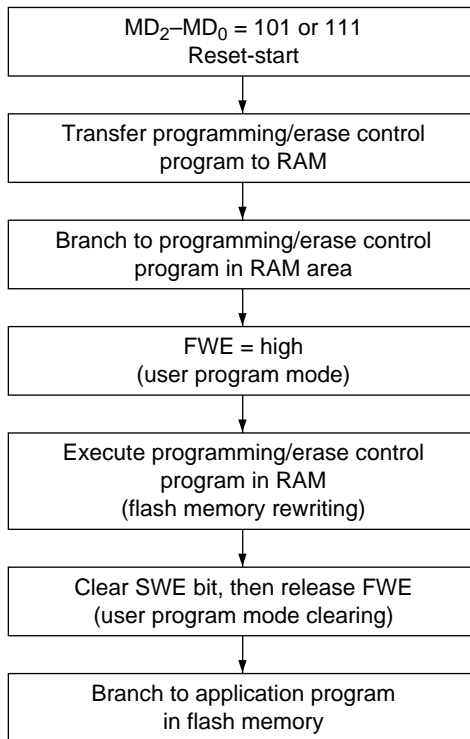 MD₂–MD₀ = 101 or 111
Reset-start
Transfer programming/erase control
program to RAM
Branch to programming/erase control
program in RAM area
FWE = high
(user program mode)
Execute programming/erase control
program in RAM
(flash memory rewriting)
Clear SWE bit, then release FWE
(user program mode clearing)
Branch to application program
in flash memory